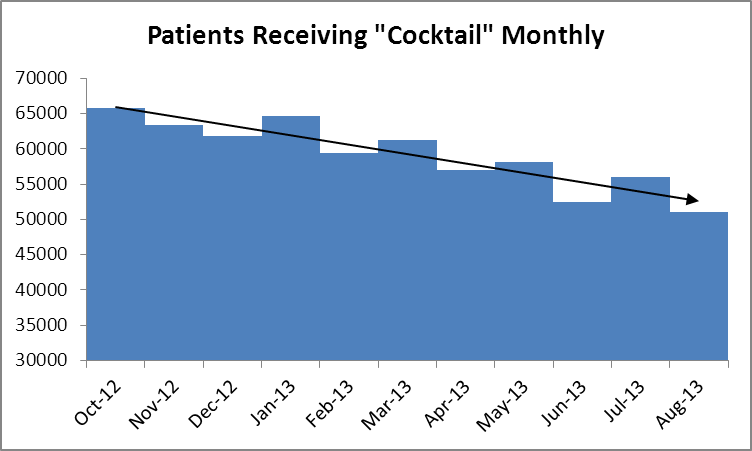 Patients Receiving "Cocktail" Monthly
70000
65000
60000
55000
50000
45000
40000
35000
30000
Oct-12
Nov-12
Dec-12
Jan-13
Feb-13
Mar-13
Apr-13
May-13
Jun-13
Jul-13
Aug-13